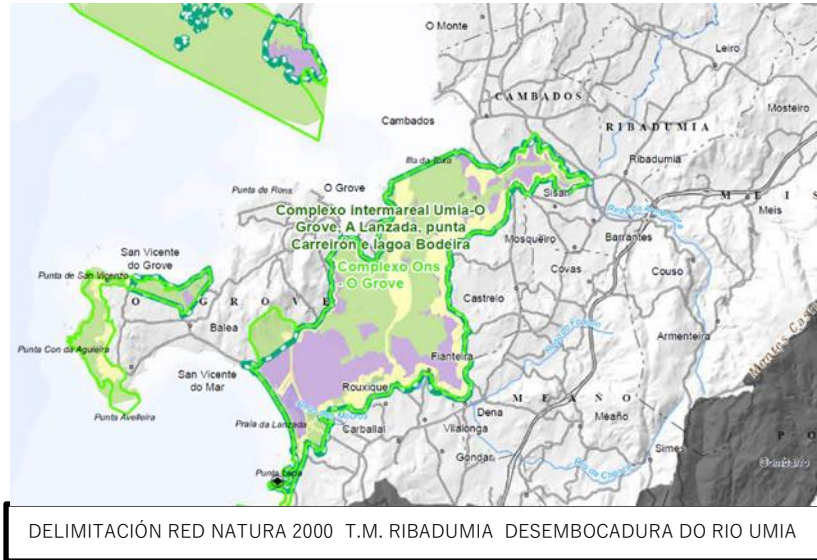 O Monte
Leiro
CAMBADOS
Mosteiro
Cambados
RIBADUMIA
Illa da Toxa
Ribadumia
Punta de Rons
O Grove
Sisán
MEIS
Complexo intermareal Umia-O
Grove, A Lanzada, punta
Carreirón e lagoa Bodeira
Meis
Mosqueiro
Barrantes
San Vicente
do Grove
Complexo Ons
- O Grove
Covas
Couso
Punta de San Vicenzo
O GROVE
Castrelo
Balea
Armenteira
Punta Con da Aguieira
Fianteira
San Vicente
do Mar
Rouxique
MEAÑO
Punta Avelleira
Dena
Meaño
Praia da Lanzada
Carballal
Vilalonga
Simes
Gondar
Combarro
DELIMITACIÓN RED NATURA 2000 T.M. RIBADUMIA DESEMBOCADURA DO RIO UMIA